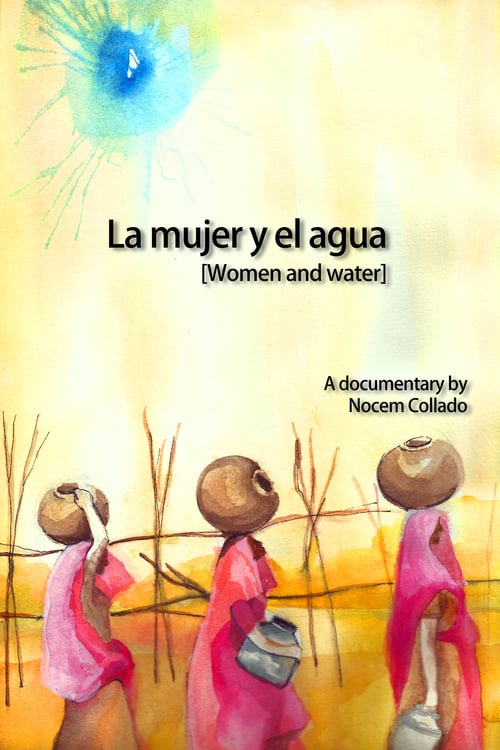 La mujer y el agua
[Women and water]
A documentary by
Nocem Collado